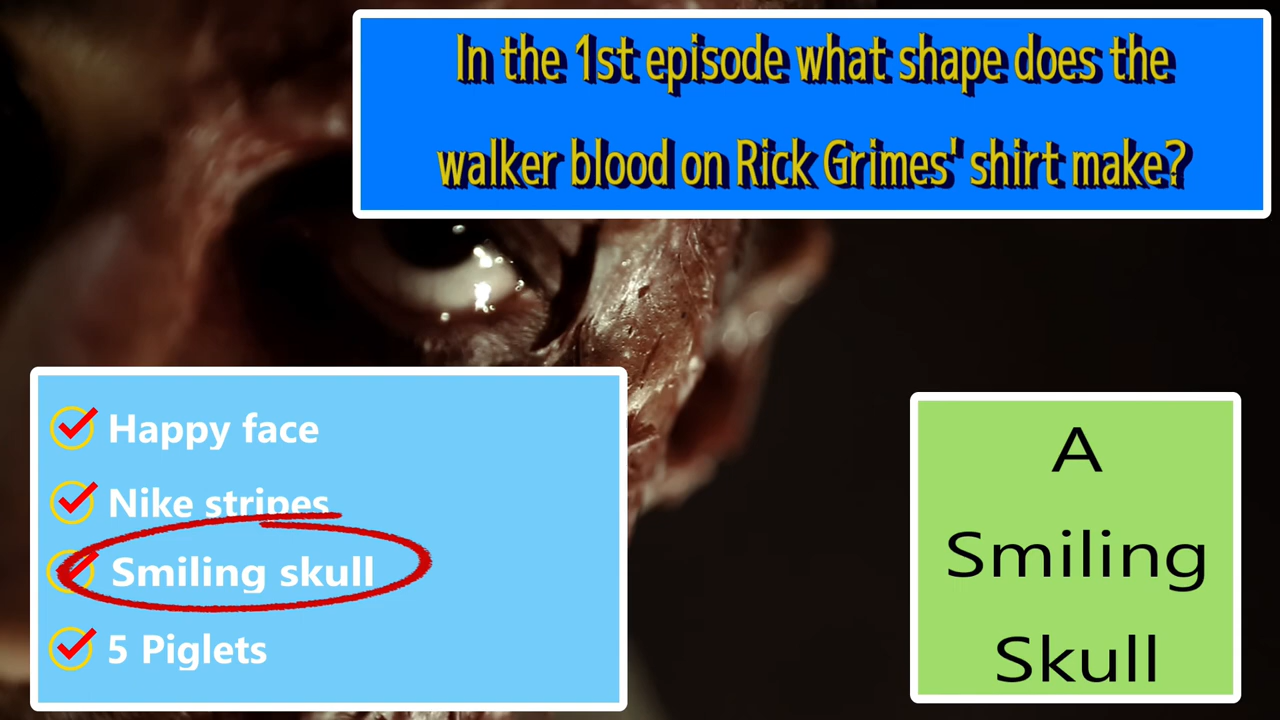 In the 1st episode what shape does the
walker blood on Rick Grimes' shirt make?
Happy face
Nike stripes
Smiling skull
5 Piglets
A
Smiling
Skull